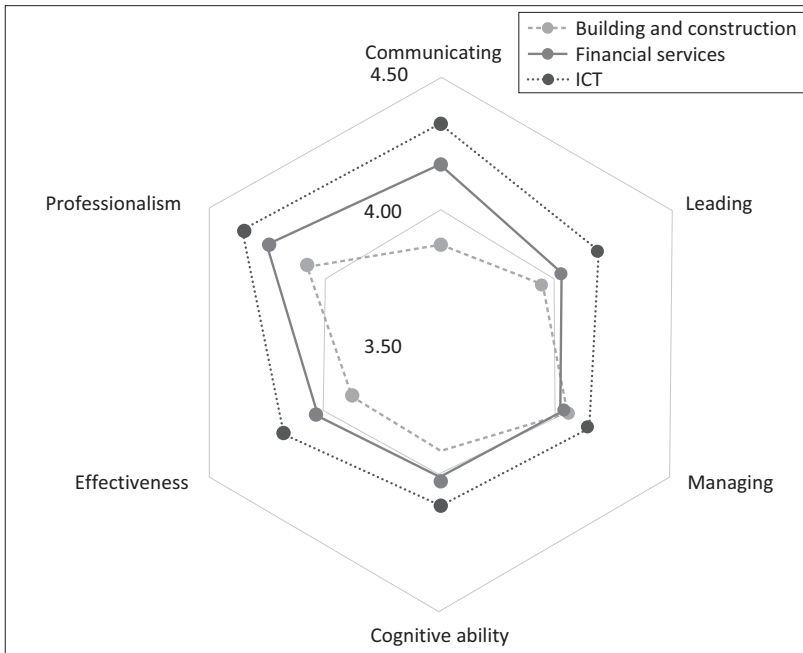 Building and construction
Financial services
ICT
Communicating
4.50
Professionalism
Leading
4.00
3.50
Effectiveness
Managing
Cognitive ability